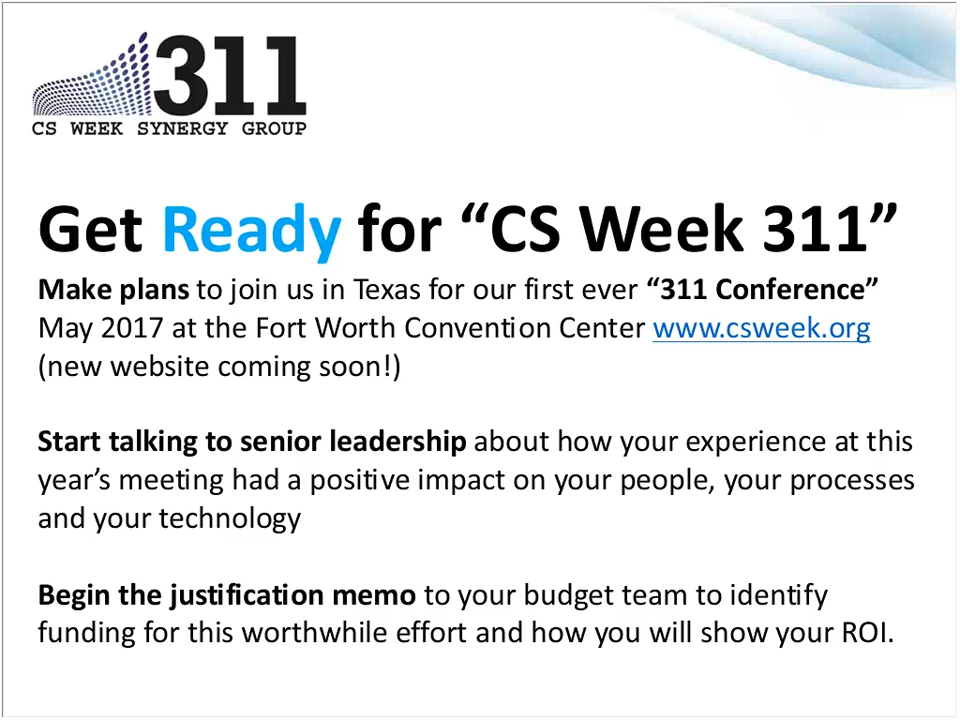 311
CS WEEK SYNERGY GROUP
Get Ready for “CS Week 311”
Make plans to join us in Texas for our first ever “311 Conference”
May 2017 at the Fort Worth Convention Center www.csweek.org
(new website coming soon!)
Start talking to senior leadership about how your experience at this
year’s meeting had a positive impact on your people, your processes
and your technology
Begin the justification memo to your budget team to identify
funding for this worthwhile effort and how you will show your ROI.